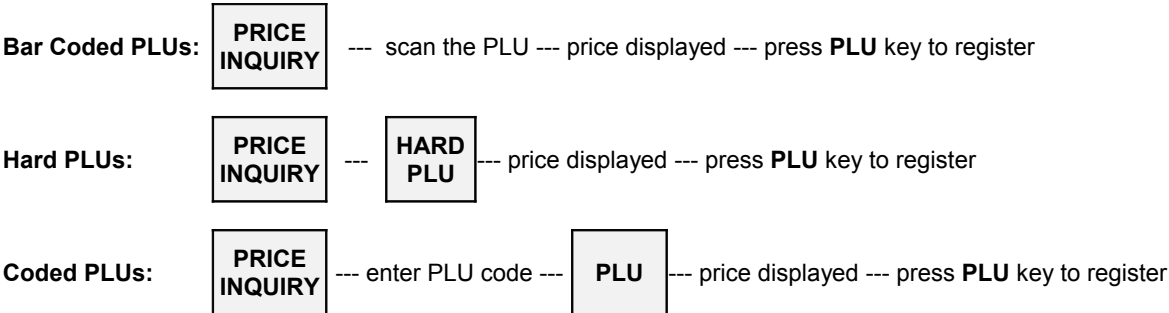 Bar Coded PLUs: PRICE INQUIRY --- scan the PLU --- price displayed --- press PLU key to register
Hard PLUs: PRICE INQUIRY --- HARD PLU --- price displayed --- press PLU key to register
Coded PLUs: PRICE INQUIRY --- enter PLU code --- PLU --- price displayed --- press PLU key to register